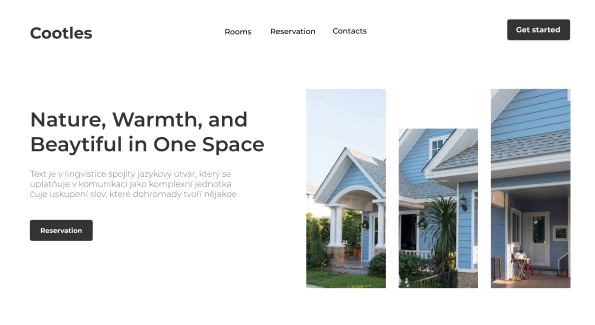 Cootles
Rooms
Reservation
Contacts
Get started
Nature, Warmth, and
Beaytiful in One Space
Text je v lingvistice spojitý jazykový útvar, který se
uplatňuje v komunikaci jako komplexní jednotka
čuje uskupení slov, které dohromady tvoří nějakoe
Reservation